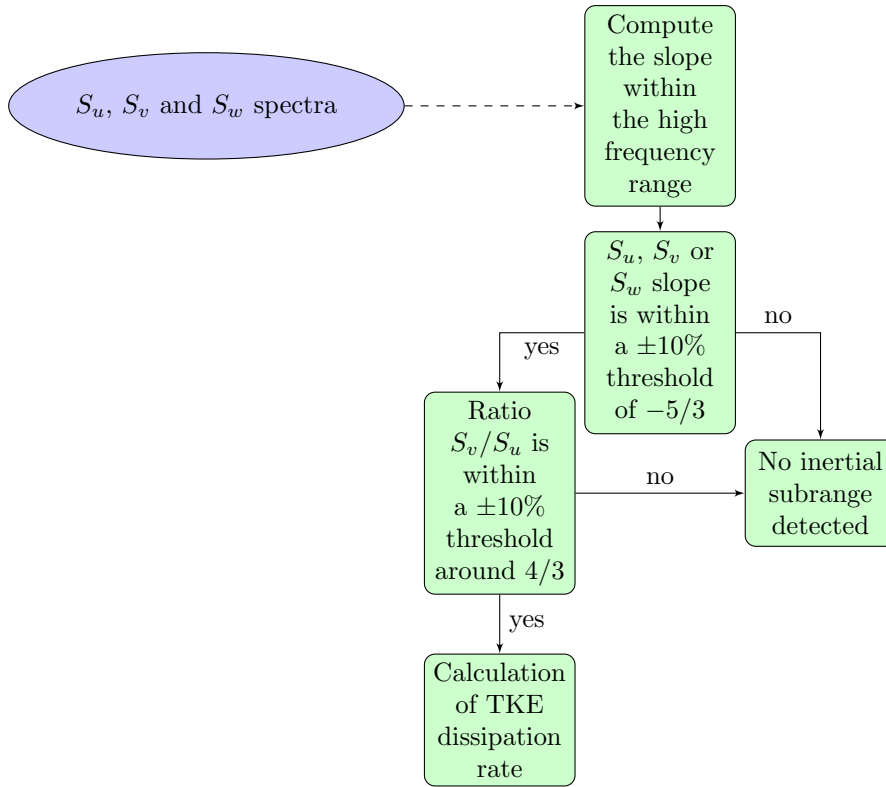 S_u, S_v and S_w spectra
Compute
the slope
within
the high
frequency
range
S_u, S_v or
S_w slope
is within
a ±10%
threshold
of −5/3
no
yes
Ratio
S_v/S_u is
within
a ±10%
threshold
around 4/3
no
No inertial
subrange
detected
yes
Calculation
of TKE
dissipation
rate